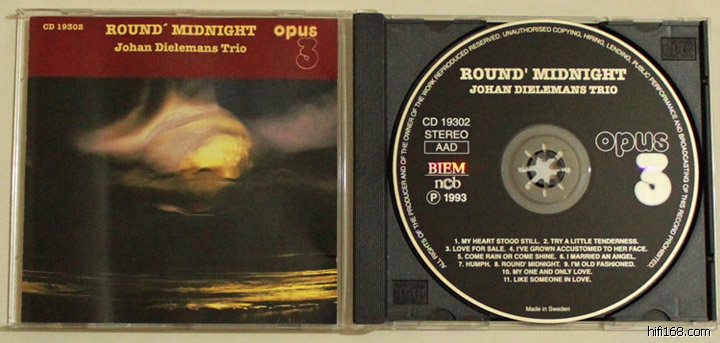 CD 19302
ROUND´ MIDNIGHT
Johan Dielemans Trio
opus
3
ALL RIGHTS OF THE PRODUCER AND OF THE OWNER OF THE WORK REPRODUCED RESERVED. UNAUTHORISED COPYING, HIRING, LENDING, PUBLIC PERFORMANCE AND BROADCASTING OF THIS RECORD PROHIBITED.
ROUND' MIDNIGHT
JOHAN DIELEMANS TRIO
CD 19302
STEREO
AAD
BIEM
ncb
Ⓟ 1993
opus
3
1. MY HEART STOOD STILL. 2. TRY A LITTLE TENDERNESS.
3. LOVE FOR SALE. 4. I'VE GROWN ACCUSTOMED TO HER FACE.
5. COME RAIN OR COME SHINE. 6. I MARRIED AN ANGEL.
7. HUMPH. 8. ROUND' MIDNIGHT. 9. I'M OLD FASHIONED.
10. MY ONE AND ONLY LOVE.
11. LIKE SOMEONE IN LOVE.
Made in Sweden
hifi168.com